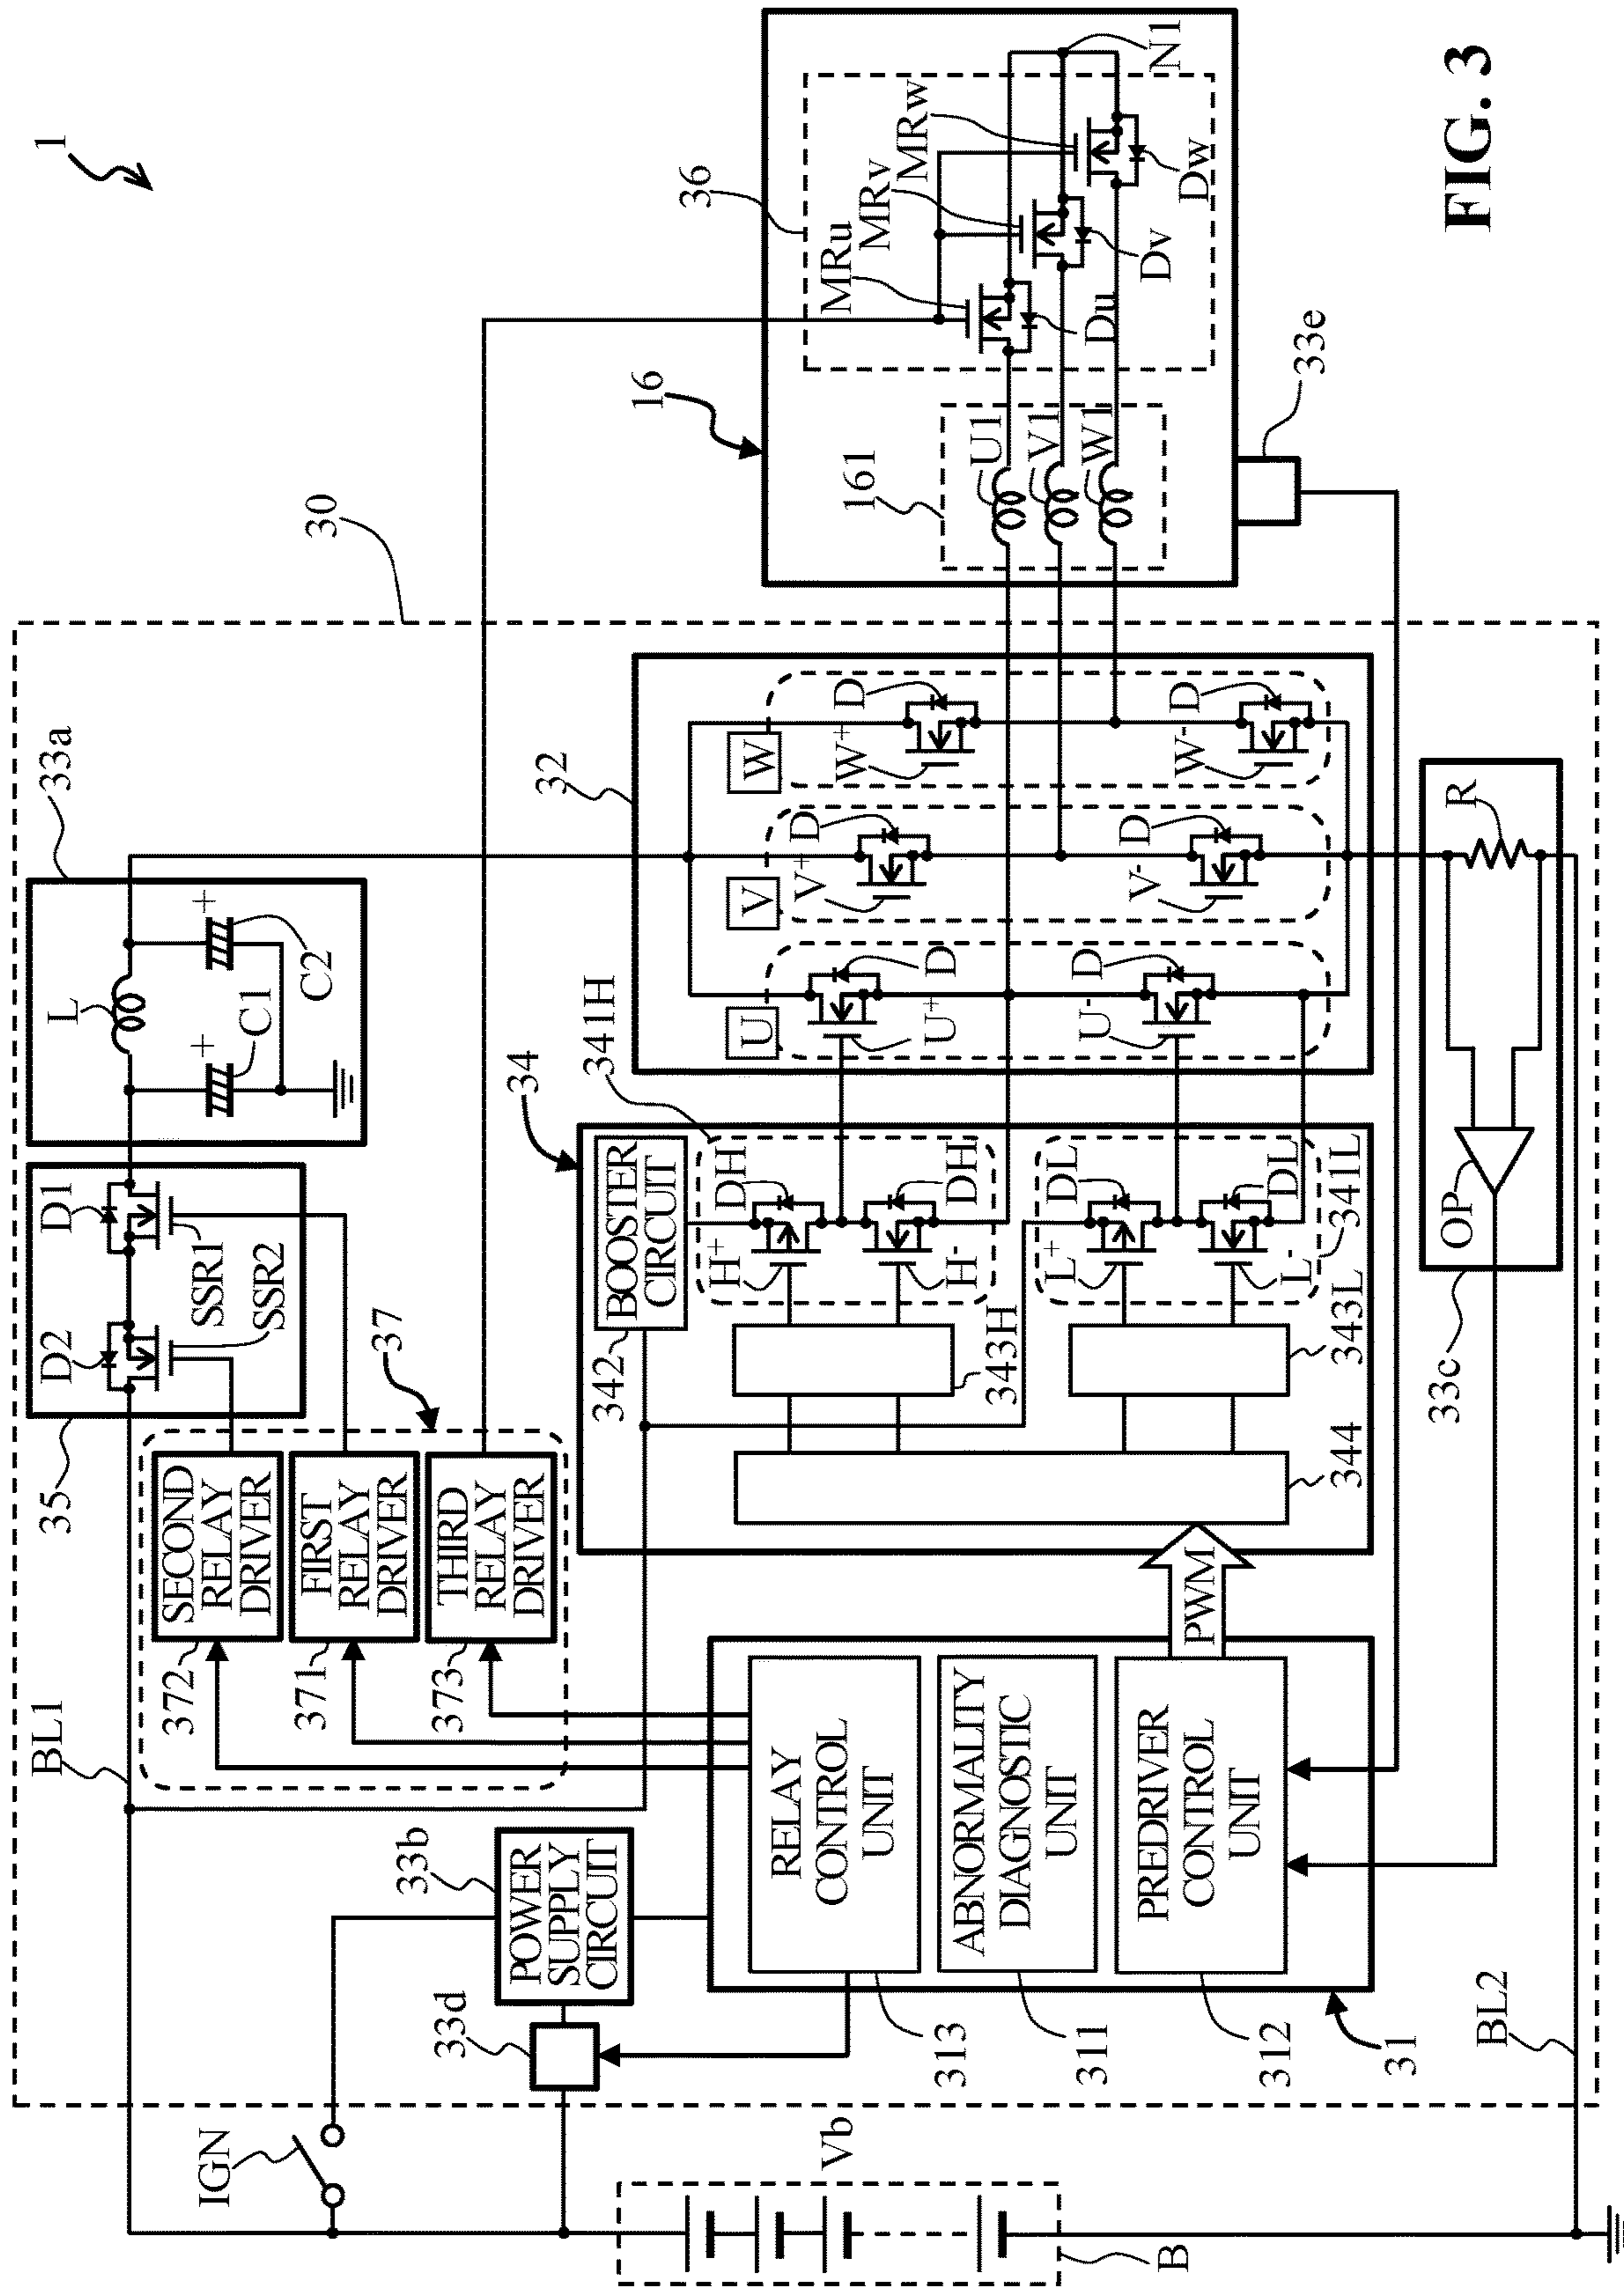 FIG. 3
1
30
BL1
35
D2
D1
SSR1
SSR2
33a
L
C1
C2
+
+
IGN
372
SECOND
RELAY
DRIVER
371
FIRST
RELAY
DRIVER
373
THIRD
RELAY
DRIVER
37
33b
POWER
SUPPLY
CIRCUIT
33d
Vb
B
RELAY
CONTROL
UNIT
313
ABNORMALITY
DIAGNOSTIC
UNIT
311
PREDRIVER
CONTROL
UNIT
312
31
PWM
34
342
BOOSTER
CIRCUIT
341H
H+
DH
H-
DH
343H
L+
DL
L-
DL
341L
343L
344
32
U
V
W
U+
D
V+
D
W+
D
U-
D
V-
D
W-
D
16
161
U1
V1
W1
36
MRu
MRv
MRw
Du
Dv
Dw
N1
33e
33c
OP
R
BL2